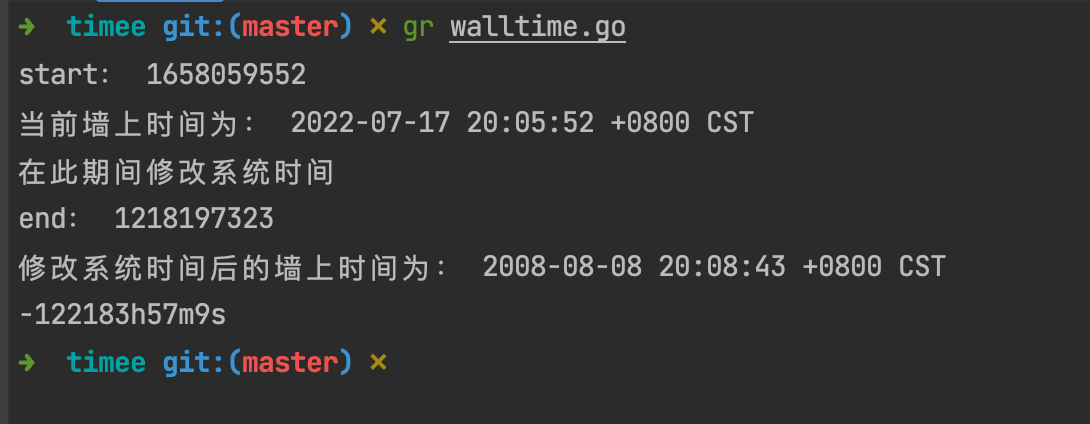 → timee git:(master) × gr walltime.go
start: 1658059552
当前墙上时间为: 2022-07-17 20:05:52 +0800 CST
在此期间修改系统时间
end: 1218197323
修改系统时间后的墙上时间为: 2008-08-08 20:08:43 +0800 CST
-122183h57m9s
→ timee git:(master) ×